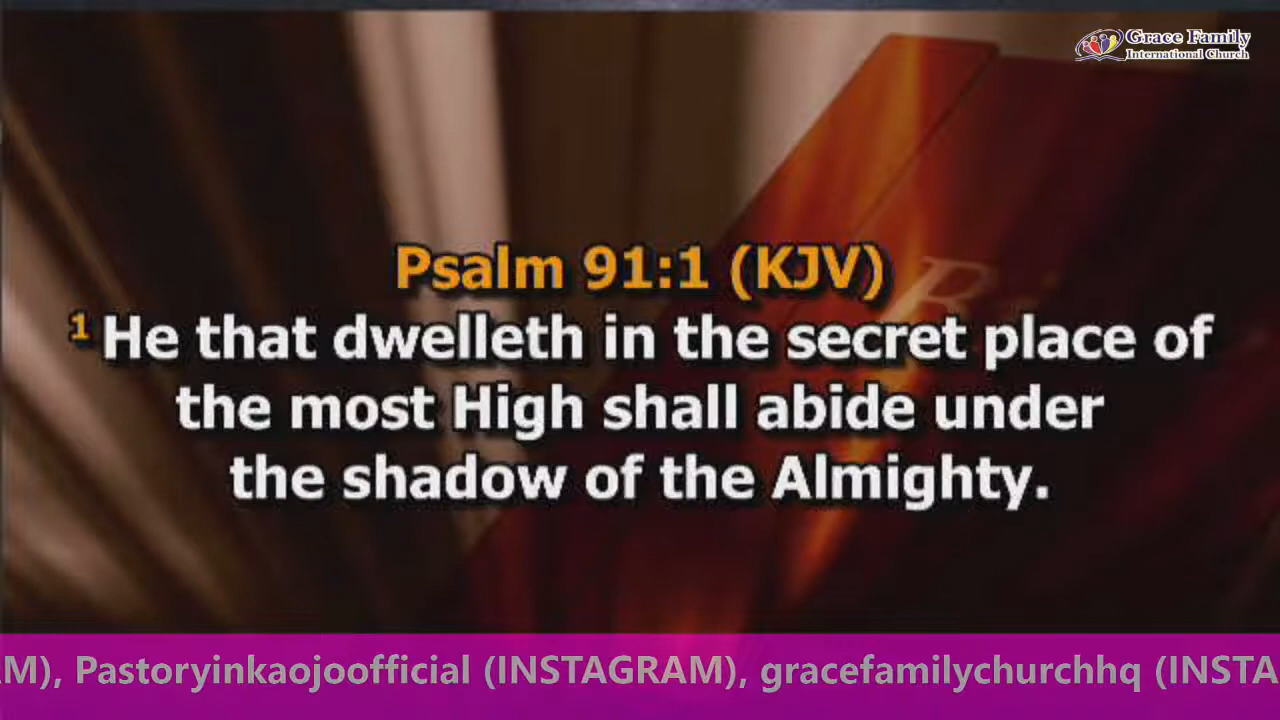 Grace Family
International Church
Psalm 91:1 (KJV)
1 He that dwelleth in the secret place of
the most High shall abide under
the shadow of the Almighty.
AM), Pastoryinkaojoofficial (INSTAGRAM), gracefamilychurchhq (INSTA